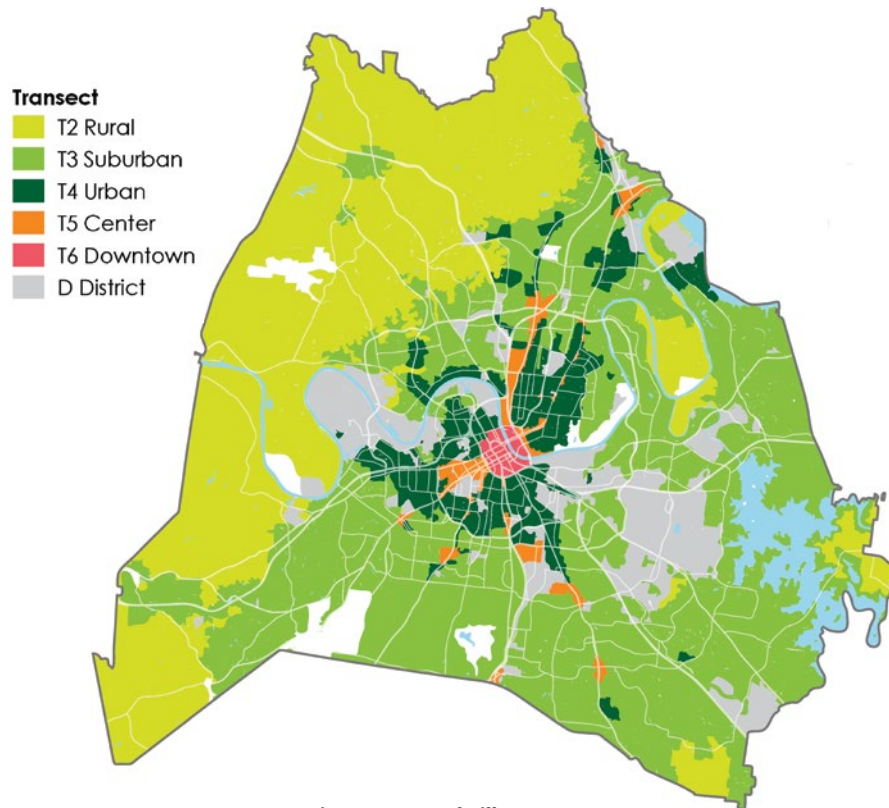 Transect
T2 Rural
T3 Suburban
T4 Urban
T5 Center
T6 Downtown
D District